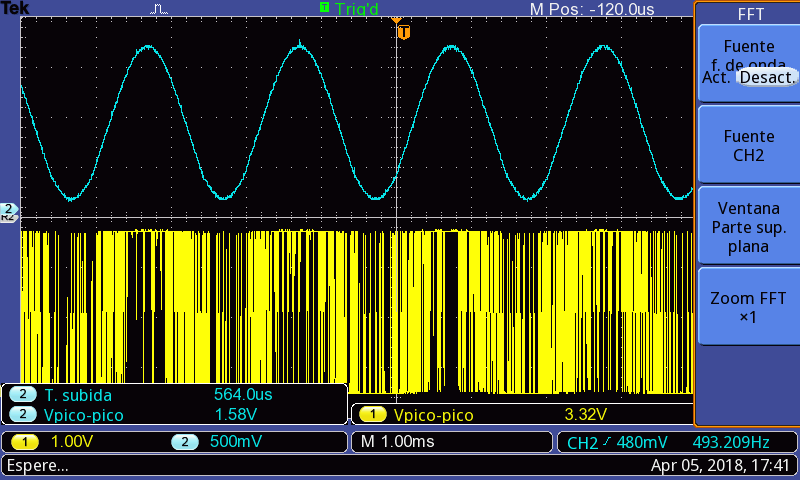 Tek
T Trig'd
M Pos: -120.0us
FFT
T
Fuente
f. de onda
Act. Desact.
Fuente
CH2
Ventana
Parte sup.
plana
Zoom FFT
×1
2
R2
2 T. subida 564.0us
2 Vpico-pico 1.58V
1 Vpico-pico 3.32V
1 1.00V 2 500mV M 1.00ms CH2 480mV 493.209Hz
Espere... Apr 05, 2018, 17:41